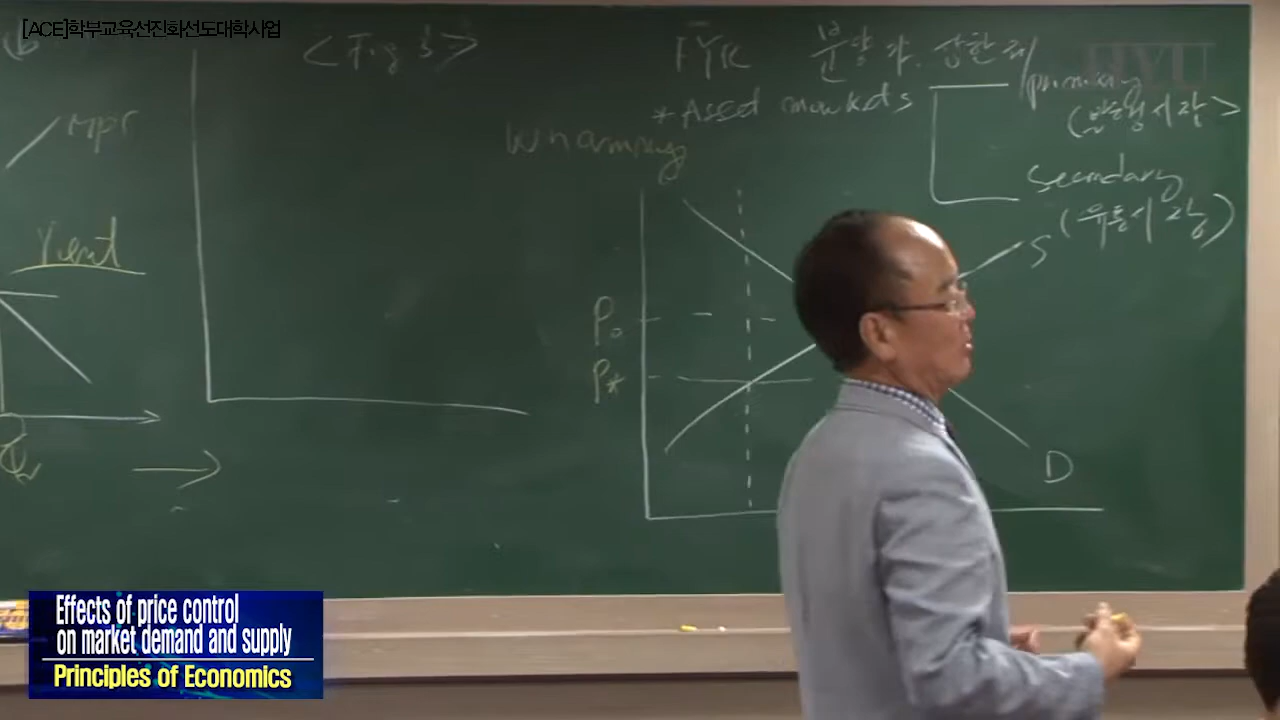 [ACE]학부교육선진화선도대학사업
<Fig 3>
FYR 분양가 상한제
*Asset markets
primary
(발행시장>
secondary
(유통시장)
S
P₀
P*
D
Effects of price control
on market demand and supply
Principles of Economics